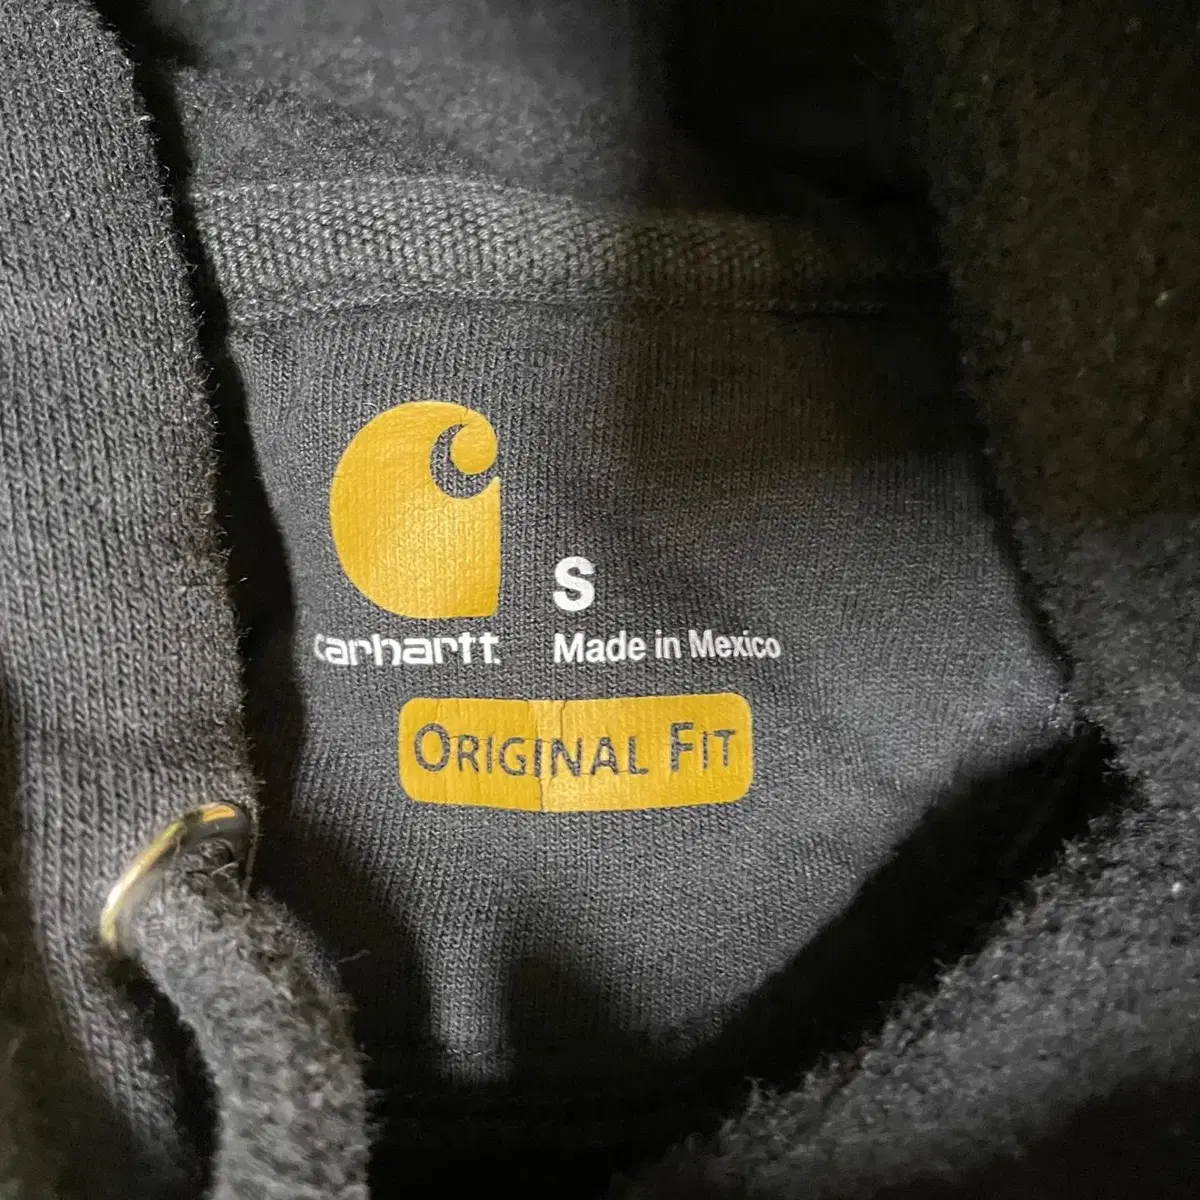 S
carhartt.
Made in Mexico
ORIGINAL FIT